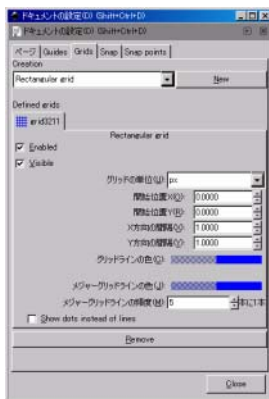 ドキュメントの設定(D) (Shift+Ctrl+D)
ドキュメントの設定(D) (Shift+Ctrl+D)
ページ Guides Grids Snap Snap points
Creation
Rectangular grid New
Defined grids
grid3211
Rectangular grid
Enabled
Visible
グリッドの単位(U): px
開始位置X(O): 0.0000
開始位置Y(R): 0.0000
X方向の間隔(X): 1.0000
Y方向の間隔(Y): 1.0000
グリッドラインの色(C):
メジャーグリッドラインの色(J):
メジャーグリッドラインの頻度(M): 5 本に1本
Show dots instead of lines
Remove
Close